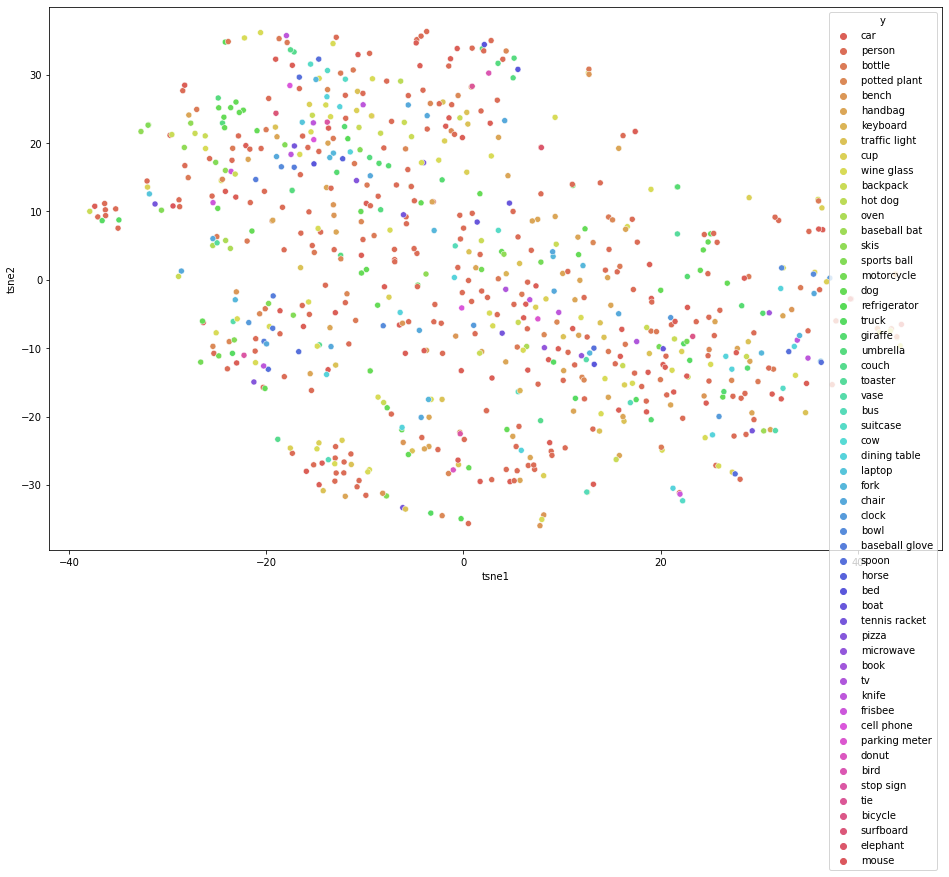 y
car
person
bottle
potted plant
bench
handbag
keyboard
traffic light
cup
wine glass
backpack
hot dog
oven
baseball bat
skis
sports ball
motorcycle
dog
refrigerator
truck
giraffe
umbrella
couch
toaster
vase
bus
suitcase
cow
dining table
laptop
fork
chair
clock
bowl
baseball glove
spoon
horse
bed
boat
tennis racket
pizza
microwave
book
tv
knife
frisbee
cell phone
parking meter
donut
bird
stop sign
tie
bicycle
surfboard
elephant
mouse
30
20
10
0
−10
−20
−30
tsne2
−40
−20
0
20
40
tsne1